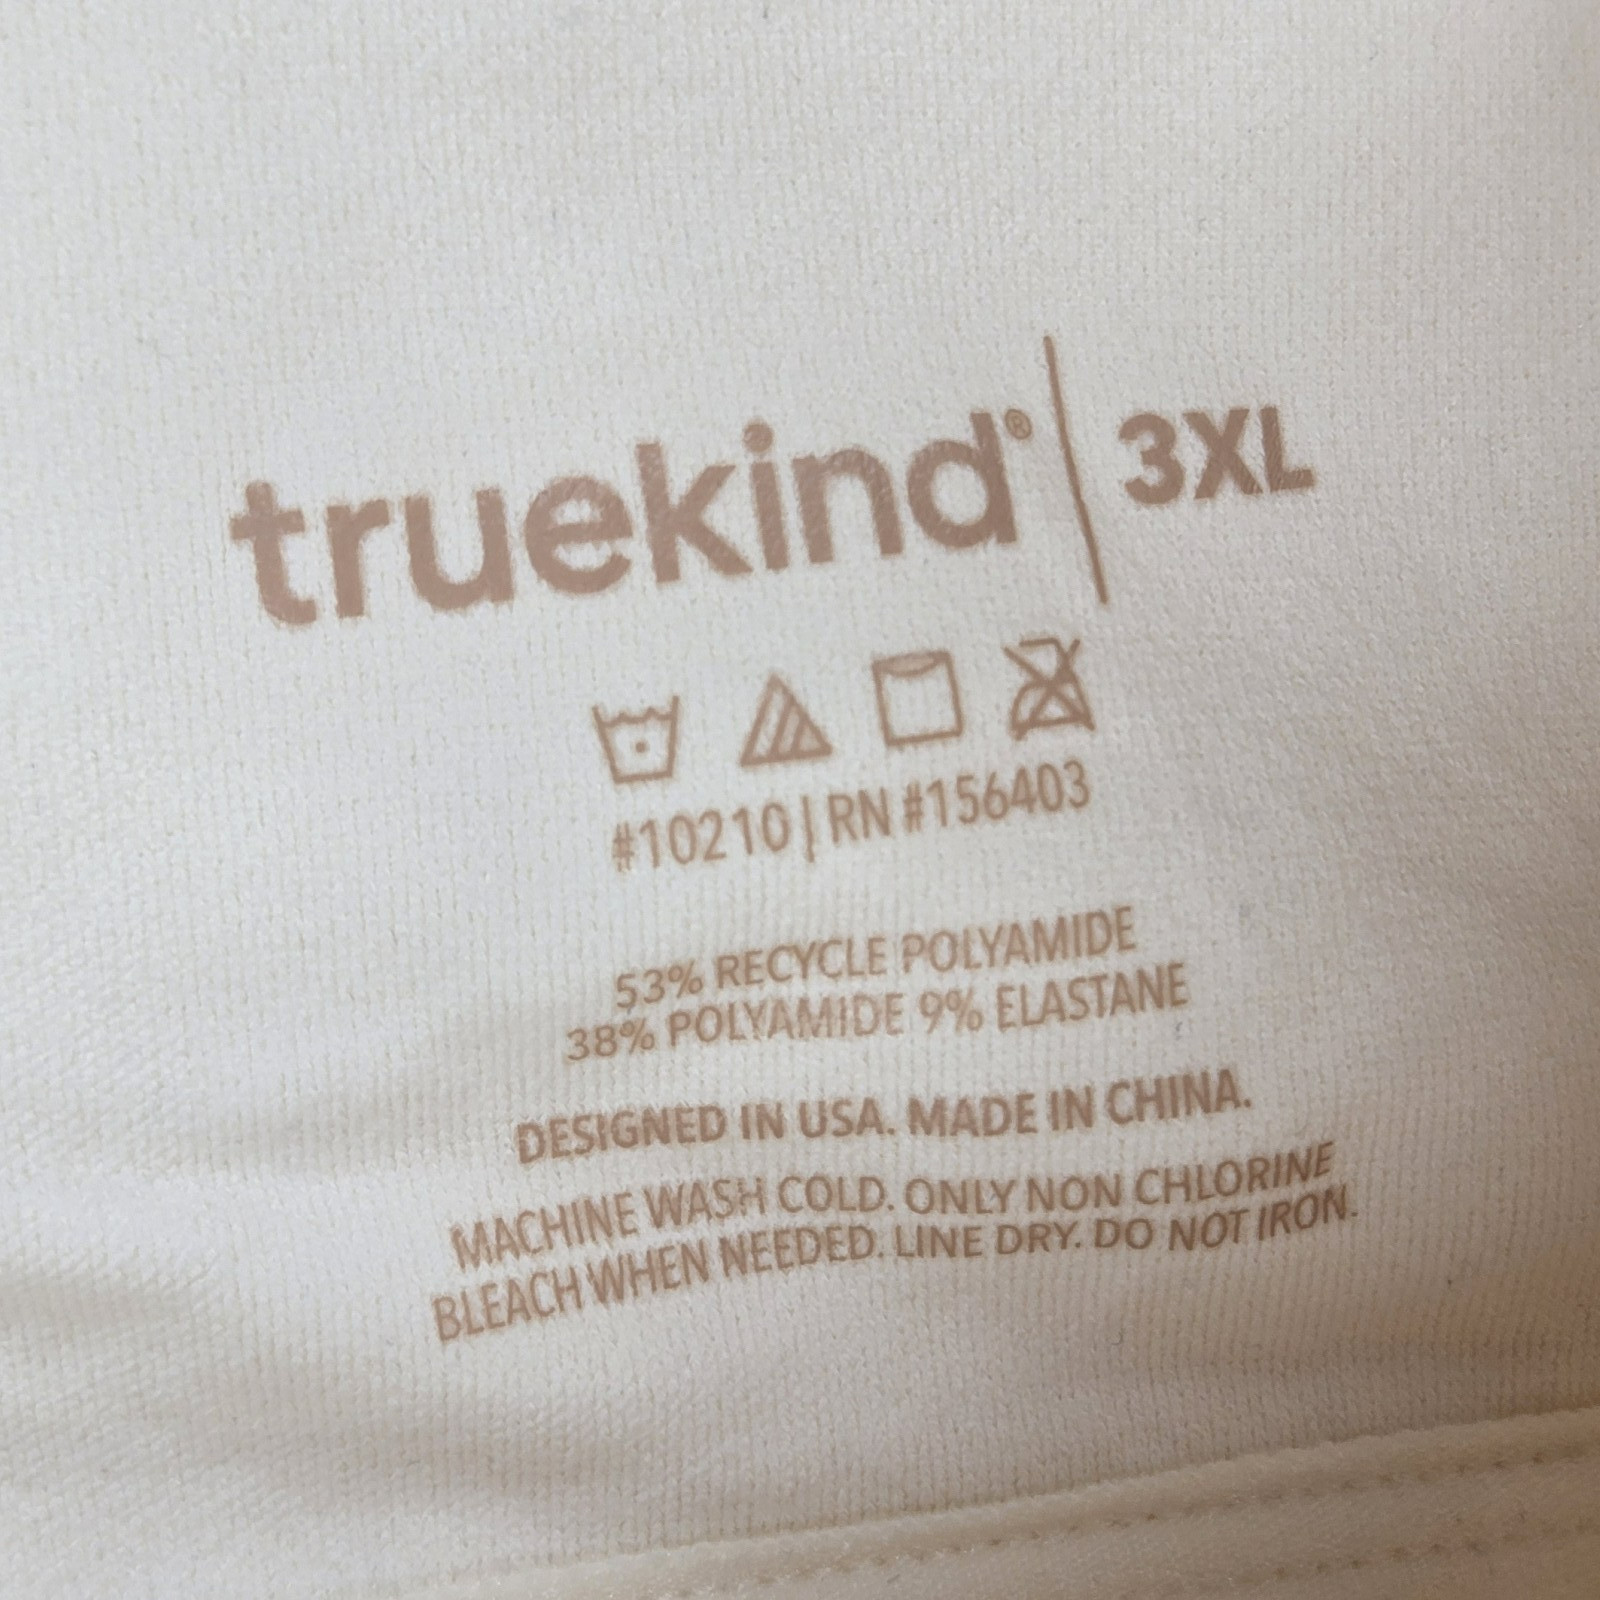 truekind® | 3XL
#10210 | RN #156403
53% RECYCLE POLYAMIDE
38% POLYAMIDE 9% ELASTANE
DESIGNED IN USA. MADE IN CHINA.
MACHINE WASH COLD. ONLY NON CHLORINE
BLEACH WHEN NEEDED. LINE DRY. DO NOT IRON.